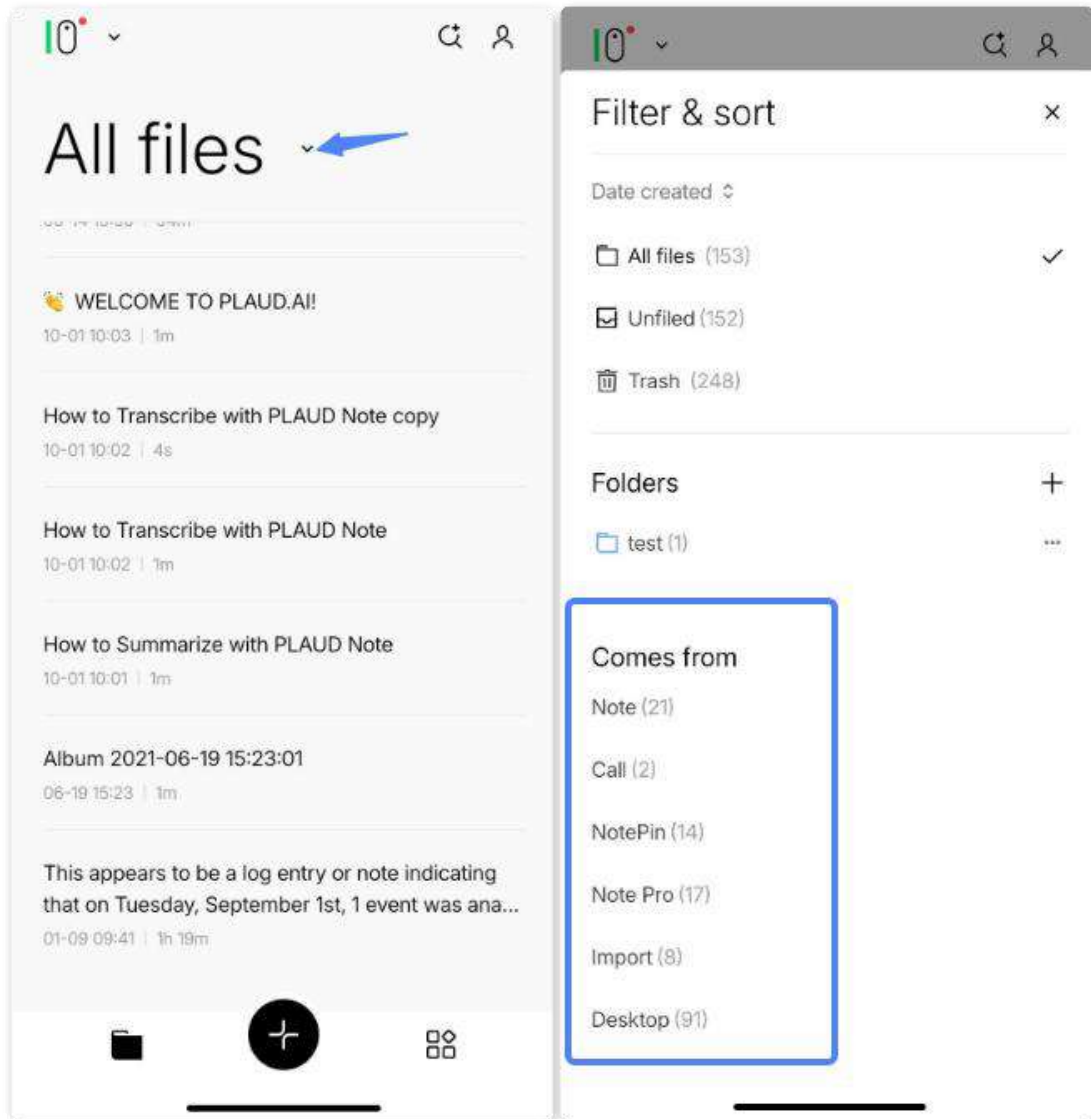 All files
👏 WELCOME TO PLAUD.AI!
10-01 10:03 | 1m
How to Transcribe with PLAUD Note copy
10-01 10:02 | 4s
How to Transcribe with PLAUD Note
10-01 10:02 | 1m
How to Summarize with PLAUD Note
10-01 10:01 | 1m
Album 2021-06-19 15:23:01
06-19 15:23 | 1m
This appears to be a log entry or note indicating
that on Tuesday, September 1st, 1 event was ana...
01-09 09:41 | 1h 19m
Filter & sort
Date created
All files (153)
Unfiled (152)
Trash (248)
Folders
test (1)
Comes from
Note (21)
Call (2)
NotePin (14)
Note Pro (17)
Import (8)
Desktop (91)